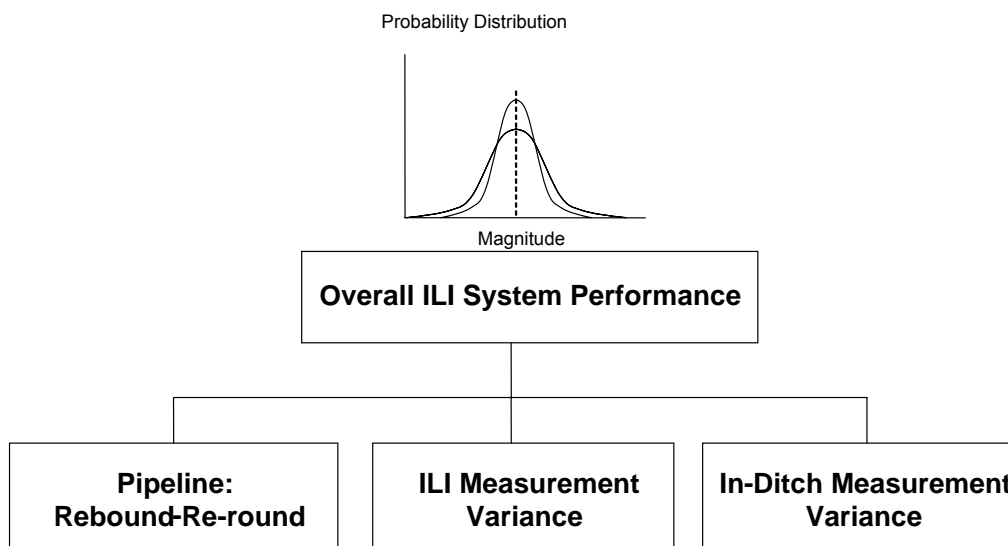 Probability Distribution
Magnitude
Overall ILI System Performance
Pipeline:
Rebound-Re-round
ILI Measurement
Variance
In-Ditch Measurement
Variance